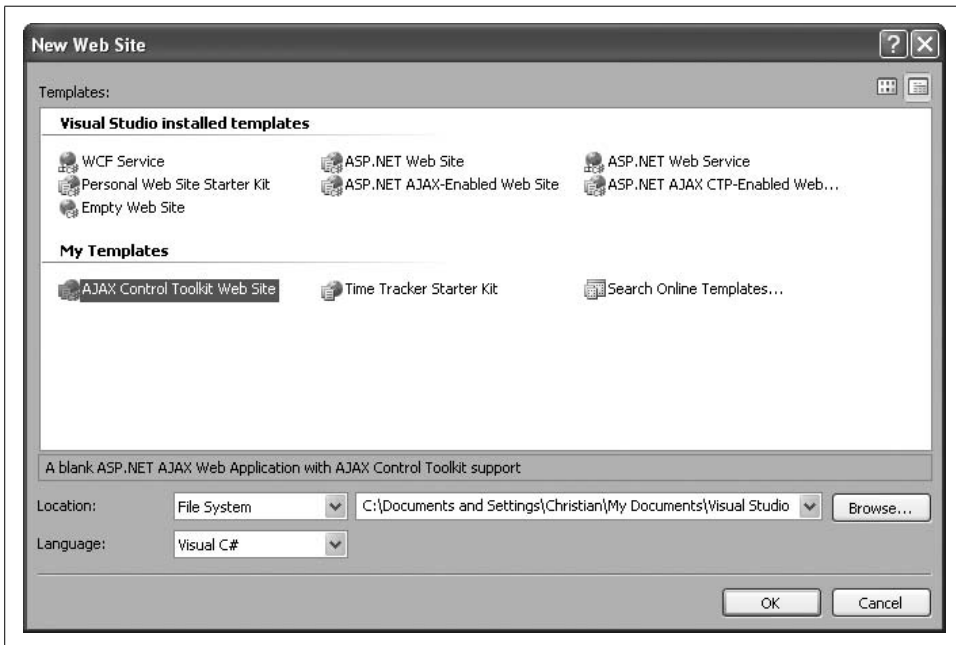 New Web Site
Templates:
Visual Studio installed templates
WCF Service ASP.NET Web Site ASP.NET Web Service
Personal Web Site Starter Kit ASP.NET AJAX-Enabled Web Site ASP.NET AJAX CTP-Enabled Web...
Empty Web Site
My Templates
AJAX Control Toolkit Web Site Time Tracker Starter Kit Search Online Templates...
A blank ASP.NET AJAX Web Application with AJAX Control Toolkit support
Location: File System C:\Documents and Settings\Christian\My Documents\Visual Studio Browse...
Language: Visual C#
OK Cancel